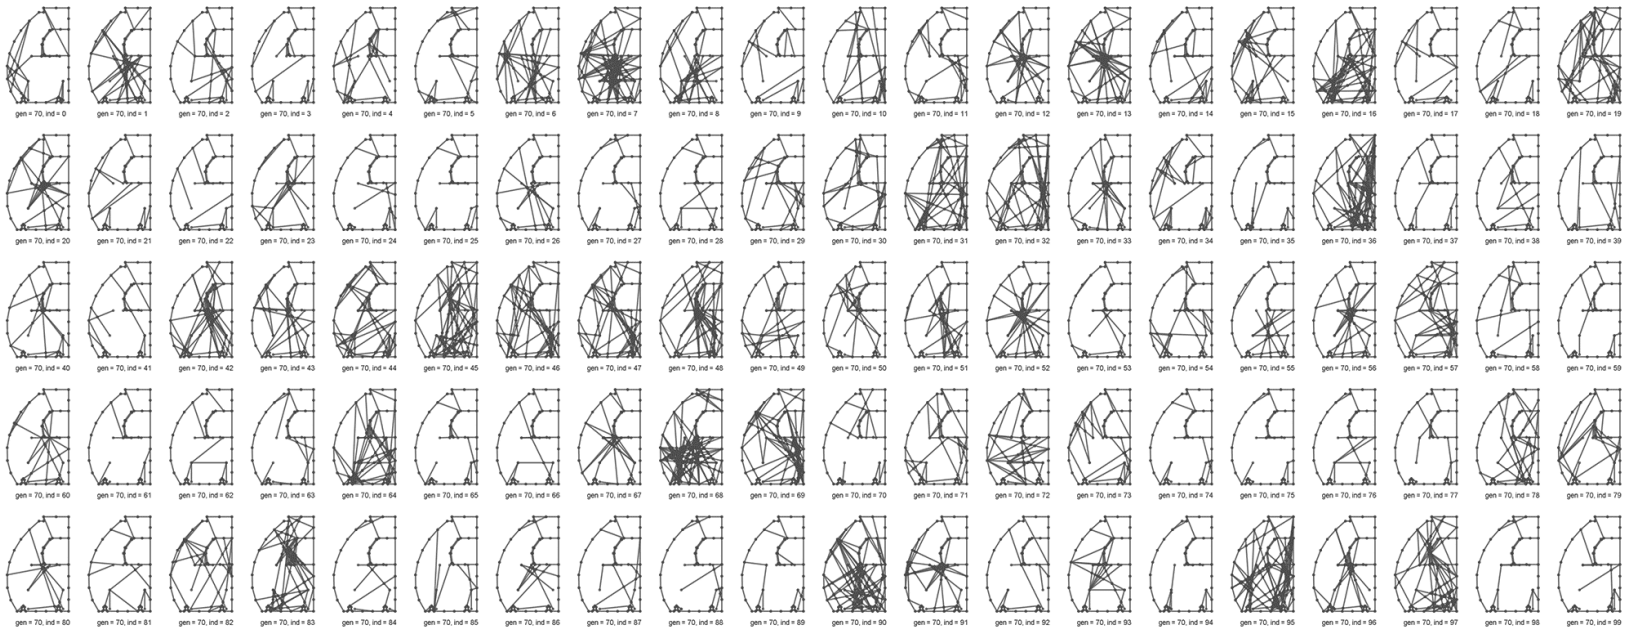 gen = 70, ind = 0 gen = 70, ind = 1 gen = 70, ind = 2 gen = 70, ind = 3 gen = 70, ind = 4 gen = 70, ind = 5 gen = 70, ind = 6 gen = 70, ind = 7 gen = 70, ind = 8 gen = 70, ind = 9 gen = 70, ind = 10 gen = 70, ind = 11 gen = 70, ind = 12 gen = 70, ind = 13 gen = 70, ind = 14 gen = 70, ind = 15 gen = 70, ind = 16 gen = 70, ind = 17 gen = 70, ind = 18 gen = 70, ind = 19
gen = 70, ind = 20 gen = 70, ind = 21 gen = 70, ind = 22 gen = 70, ind = 23 gen = 70, ind = 24 gen = 70, ind = 25 gen = 70, ind = 26 gen = 70, ind = 27 gen = 70, ind = 28 gen = 70, ind = 29 gen = 70, ind = 30 gen = 70, ind = 31 gen = 70, ind = 32 gen = 70, ind = 33 gen = 70, ind = 34 gen = 70, ind = 35 gen = 70, ind = 36 gen = 70, ind = 37 gen = 70, ind = 38 gen = 70, ind = 39
gen = 70, ind = 40 gen = 70, ind = 41 gen = 70, ind = 42 gen = 70, ind = 43 gen = 70, ind = 44 gen = 70, ind = 45 gen = 70, ind = 46 gen = 70, ind = 47 gen = 70, ind = 48 gen = 70, ind = 49 gen = 70, ind = 50 gen = 70, ind = 51 gen = 70, ind = 52 gen = 70, ind = 53 gen = 70, ind = 54 gen = 70, ind = 55 gen = 70, ind = 56 gen = 70, ind = 57 gen = 70, ind = 58 gen = 70, ind = 59
gen = 70, ind = 60 gen = 70, ind = 61 gen = 70, ind = 62 gen = 70, ind = 63 gen = 70, ind = 64 gen = 70, ind = 65 gen = 70, ind = 66 gen = 70, ind = 67 gen = 70, ind = 68 gen = 70, ind = 69 gen = 70, ind = 70 gen = 70, ind = 71 gen = 70, ind = 72 gen = 70, ind = 73 gen = 70, ind = 74 gen = 70, ind = 75 gen = 70, ind = 76 gen = 70, ind = 77 gen = 70, ind = 78 gen = 70, ind = 79
gen = 70, ind = 80 gen = 70, ind = 81 gen = 70, ind = 82 gen = 70, ind = 83 gen = 70, ind = 84 gen = 70, ind = 85 gen = 70, ind = 86 gen = 70, ind = 87 gen = 70, ind = 88 gen = 70, ind = 89 gen = 70, ind = 90 gen = 70, ind = 91 gen = 70, ind = 92 gen = 70, ind = 93 gen = 70, ind = 94 gen = 70, ind = 95 gen = 70, ind = 96 gen = 70, ind = 97 gen = 70, ind = 98 gen = 70, ind = 99